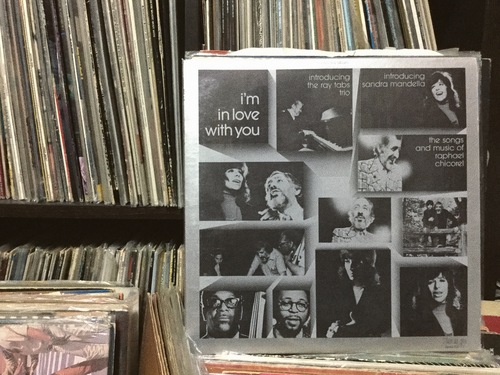 i'm
in love
with you
introducing
the ray tabs
trio
introducing
sandra mandella
the songs
and music of
raphael
chicorel